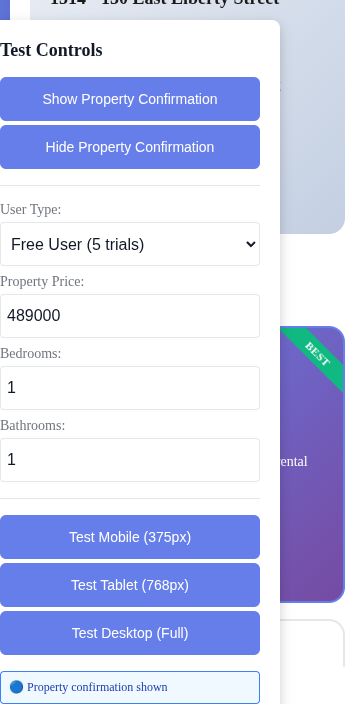 1514 - 150 East Liberty Street
Test Controls
Show Property Confirmation
Hide Property Confirmation
User Type:
Free User (5 trials)
Property Price:
489000
Bedrooms:
1
Bathrooms:
1
BEST
ental
Test Mobile (375px)
Test Tablet (768px)
Test Desktop (Full)
Property confirmation shown